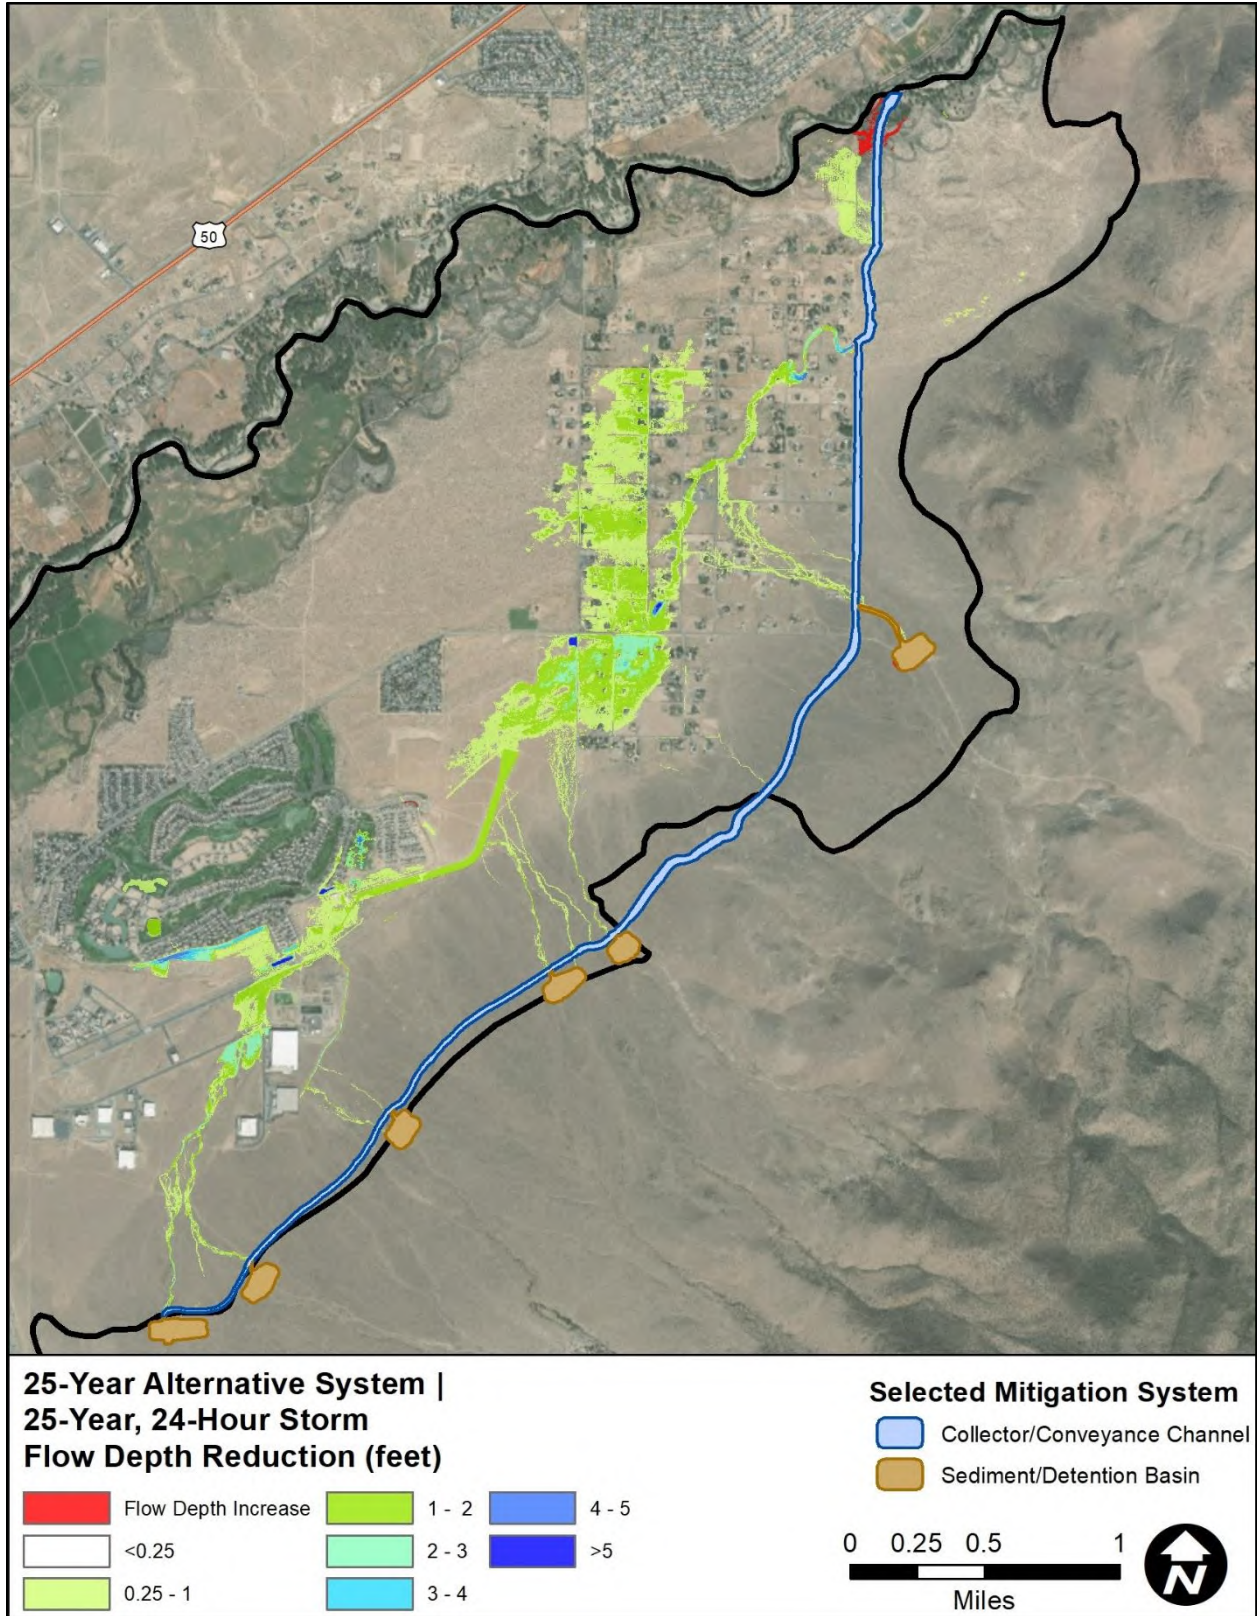 50
25-Year Alternative System |
25-Year, 24-Hour Storm
Flow Depth Reduction (feet)
Flow Depth Increase
<0.25
0.25 - 1
1 - 2
2 - 3
3 - 4
4 - 5
>5
Selected Mitigation System
Collector/Conveyance Channel
Sediment/Detention Basin
0 0.25 0.5 1
Miles
N